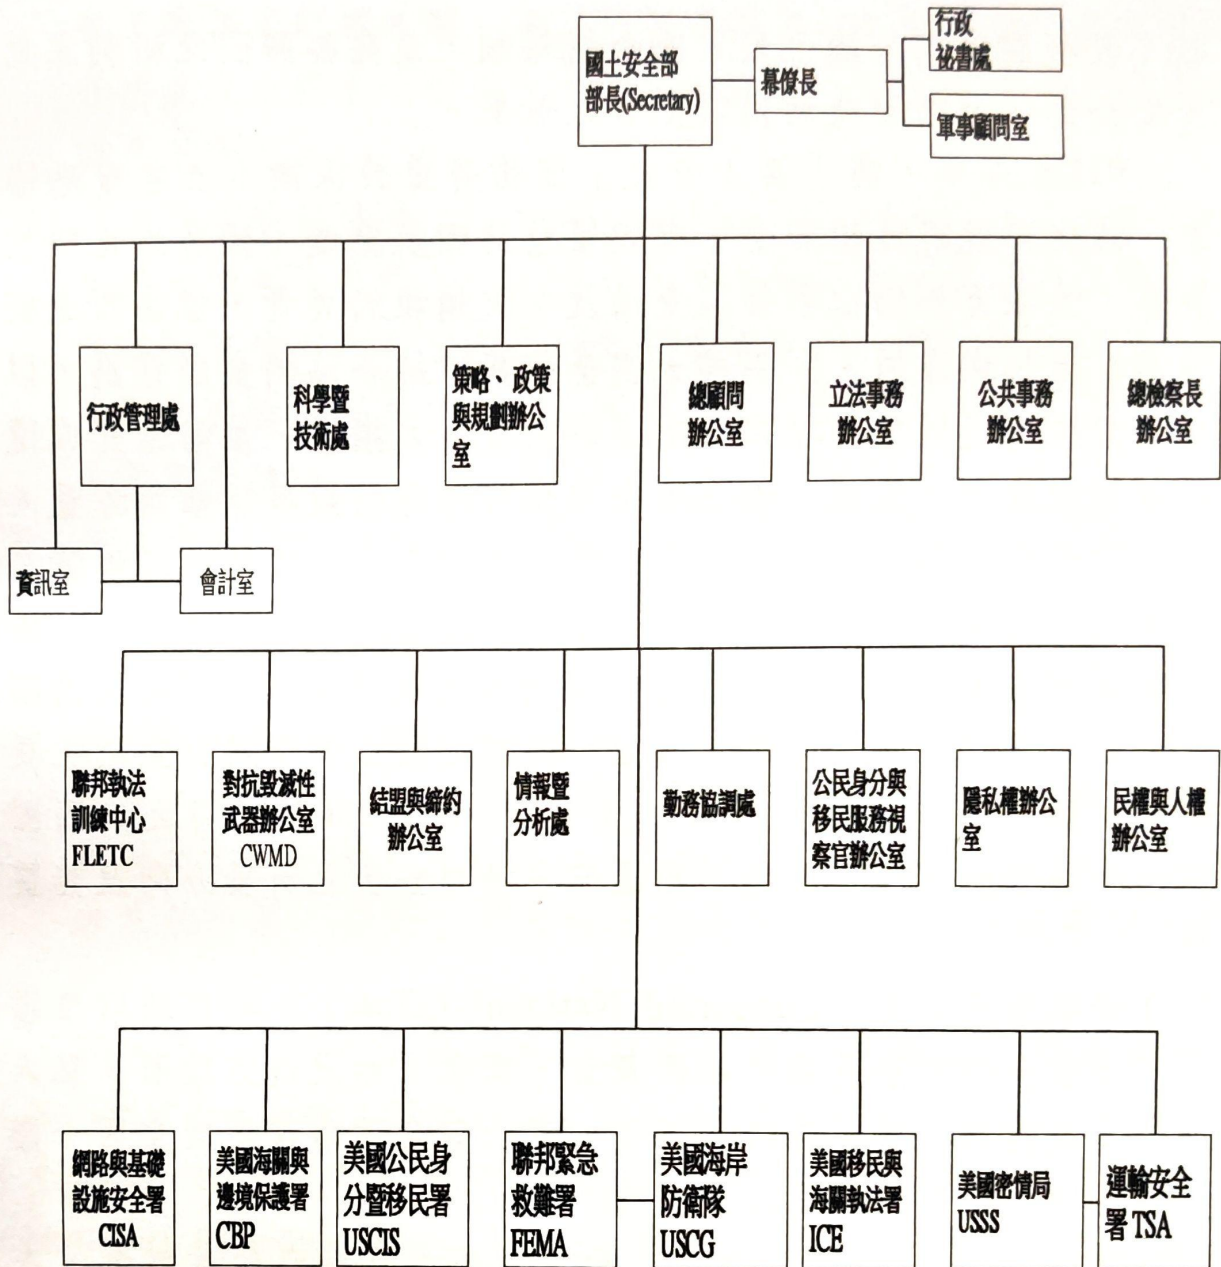 國土安全部
部長(Secretary)
幕僚長
行政
祕書處
軍事顧問室
行政管理處
科學暨
技術處
策略、政策
與規劃辦公
室
總顧問
辦公室
立法事務
辦公室
公共事務
辦公室
總檢察長
辦公室
資訊室
會計室
聯邦執法
訓練中心
FLETC
對抗毀滅性
武器辦公室
CWMD
結盟與締約
辦公室
情報暨
分析處
勤務協調處
公民身分與
移民服務視
察官辦公室
隱私權辦公
室
民權與人權
辦公室
網路與基礎
設施安全署
CISA
美國海關與
邊境保護署
CBP
美國公民身
分暨移民署
USCIS
聯邦緊急
救難署
FEMA
美國海岸
防衛隊
USCG
美國移民與
海關執法署
ICE
美國密情局
USSS
運輸安全
署 TSA